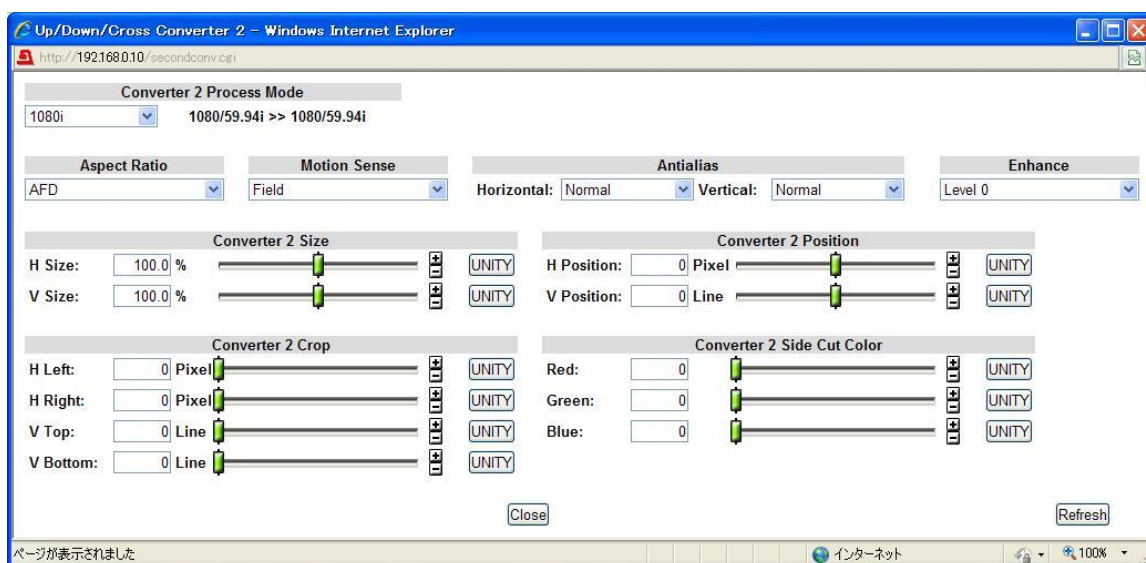 Up/Down/Cross Converter 2 - Windows Internet Explorer
http://192.168.0.10/secondconv.cgi
Converter 2 Process Mode
1080i 1080/59.94i >> 1080/59.94i
Aspect Ratio Motion Sense Antialias Enhance
AFD Field Horizontal: Normal Vertical: Normal Level 0
Converter 2 Size Converter 2 Position
H Size: 100.0 % UNITY H Position: 0 Pixel UNITY
V Size: 100.0 % UNITY V Position: 0 Line UNITY
Converter 2 Crop Converter 2 Side Cut Color
H Left: 0 Pixel UNITY Red: 0 UNITY
H Right: 0 Pixel UNITY Green: 0 UNITY
V Top: 0 Line UNITY Blue: 0 UNITY
V Bottom: 0 Line UNITY
Close Refresh
ページが表示されました インターネット 100%